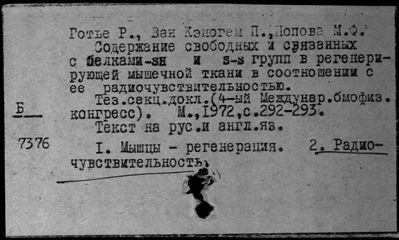 Готье Р., Зан Кэногем П.,Попова М.Ф.
Содержание свободных и связанных
с белками-SH и S-S групп в регенери-
рующей мышечной ткани в соотношении с
ее радиочувствительностью.
Тез.секц.докл.(4-ый Междунар.биофиз.
Б
конгресс). М.,1972,с.292-293.
Текст на рус.и англ.яз.
7376
I. Мышцы - регенерация. 2. Радио-
чувствительность.